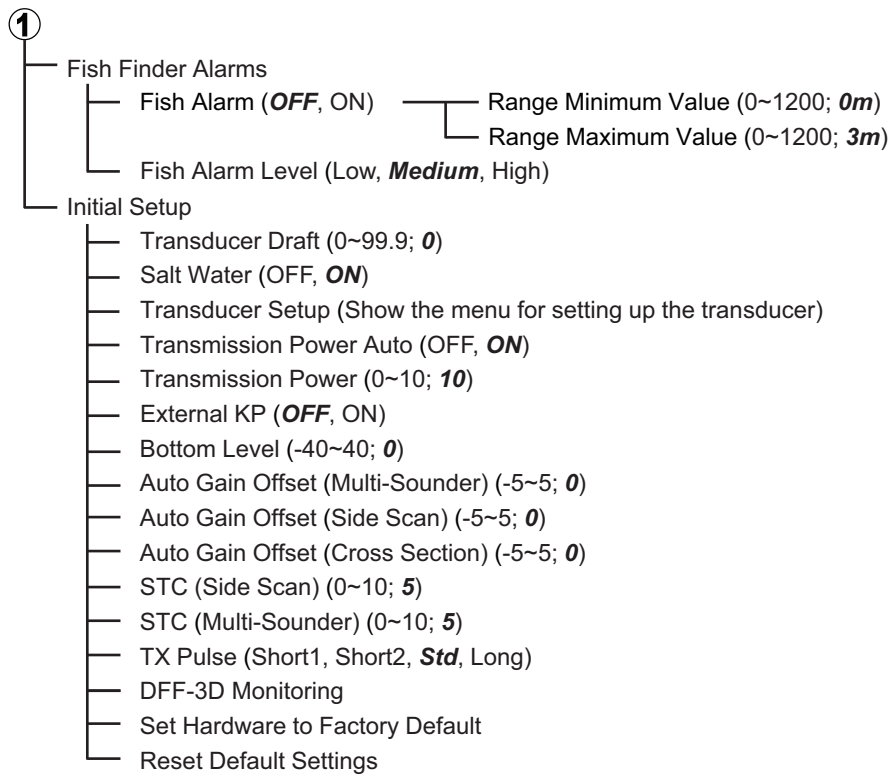 1
Fish Finder Alarms
Fish Alarm (OFF, ON)
Range Minimum Value (0~1200; 0m)
Range Maximum Value (0~1200; 3m)
Fish Alarm Level (Low, Medium, High)
Initial Setup
Transducer Draft (0~99.9; 0)
Salt Water (OFF, ON)
Transducer Setup (Show the menu for setting up the transducer)
Transmission Power Auto (OFF, ON)
Transmission Power (0~10; 10)
External KP (OFF, ON)
Bottom Level (-40~40; 0)
Auto Gain Offset (Multi-Sounder) (-5~5; 0)
Auto Gain Offset (Side Scan) (-5~5; 0)
Auto Gain Offset (Cross Section) (-5~5; 0)
STC (Side Scan) (0~10; 5)
STC (Multi-Sounder) (0~10; 5)
TX Pulse (Short1, Short2, Std, Long)
DFF-3D Monitoring
Set Hardware to Factory Default
Reset Default Settings